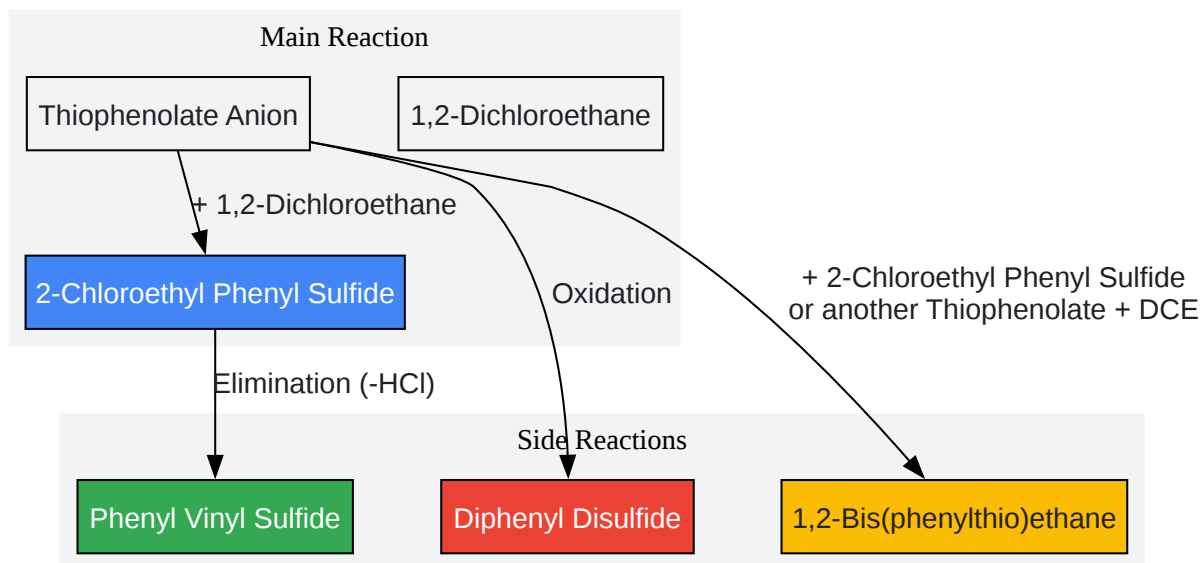 Main Reaction
Thiophenolate Anion
1,2-Dichloroethane
+ 1,2-Dichloroethane
2-Chloroethyl Phenyl Sulfide
Oxidation
+ 2-Chloroethyl Phenyl Sulfide
or another Thiophenolate + DCE
Elimination (-HCl)
Side Reactions
Phenyl Vinyl Sulfide
Diphenyl Disulfide
1,2-Bis(phenylthio)ethane